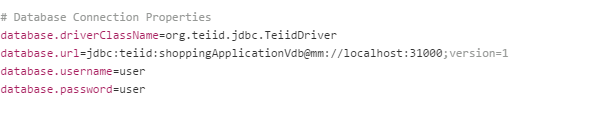 # Database Connection Properties
database.driverClassName=org.teiid.jdbc.TeiidDriver
database.url=jdbc:teiid:shoppingApplicationVdb@mm://localhost:31000;version=1
database.username=user
database.password=user